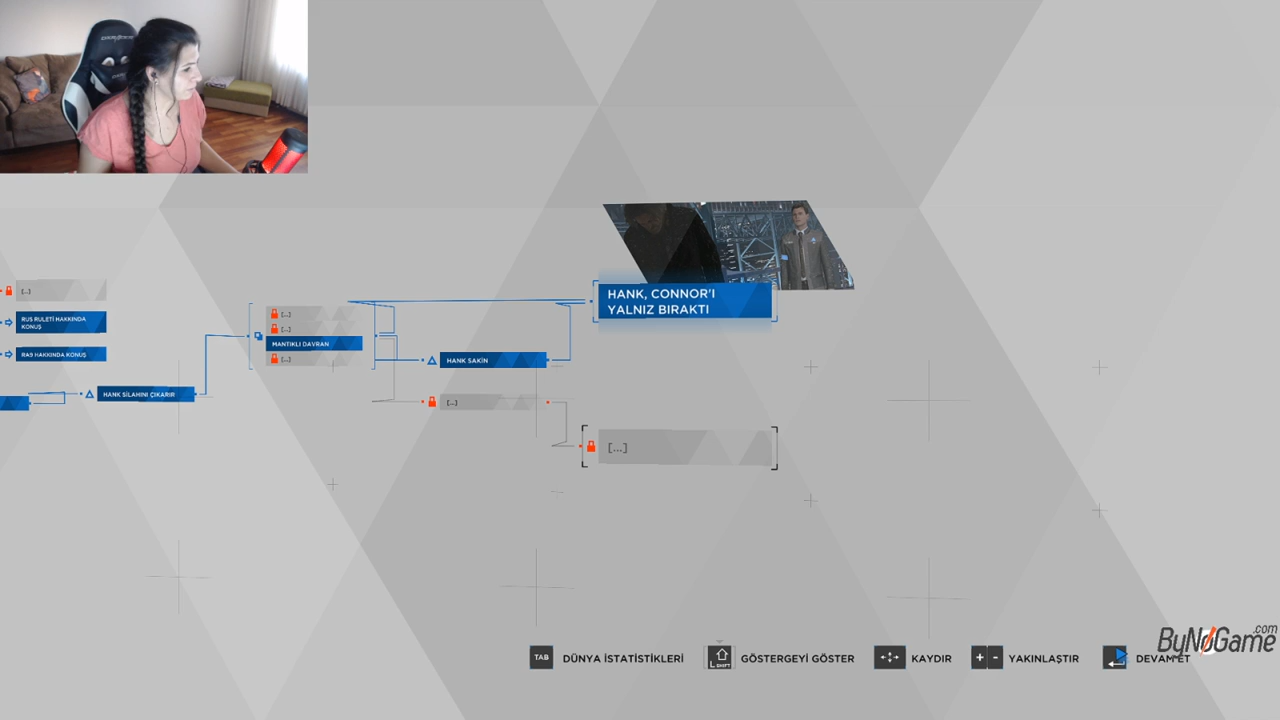 HANK, CONNOR'I
YALNIZ BIRAKTI
[...]
RUS RULETİ HAKKINDA
KONUŞ
RA9 HAKKINDA KONUŞ
HANK SİLAHINI ÇIKARIR
[...]
[...]
MANTIKLI DAVRAN
[...]
HANK SAKİN
[...]
[...]
TAB DÜNYA İSTATİSTİKLERİ
L SHIFT GÖSTERGEYİ GÖSTER
KAYDIR
+ - YAKINLAŞTIR
DEVAM ET
ByNoGame.com